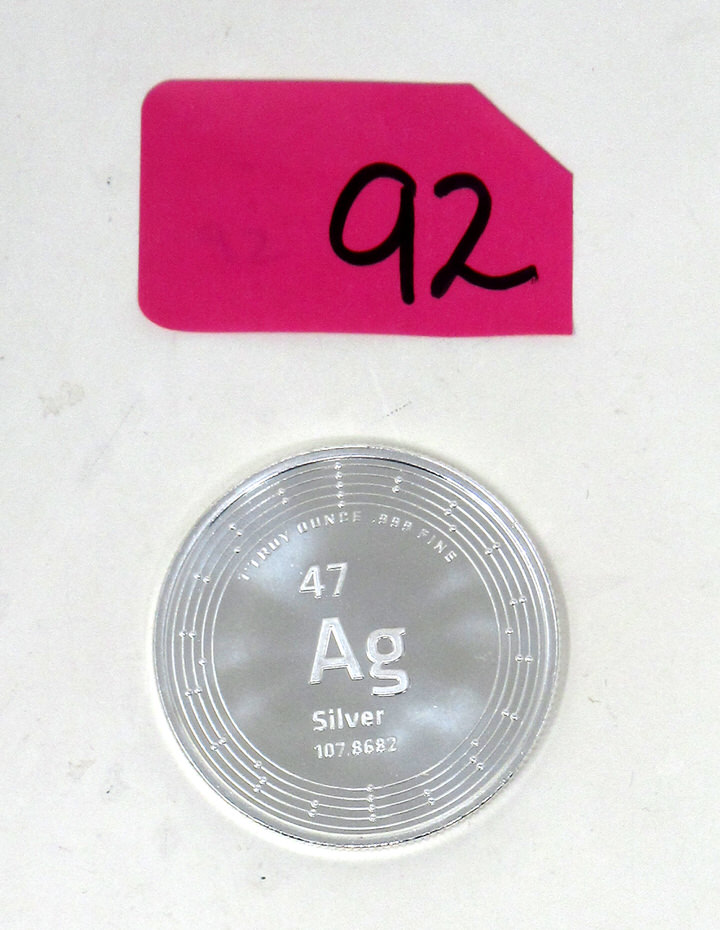 92
1 TROY OUNCE .999 FINE
47
Ag
Silver
107.8682